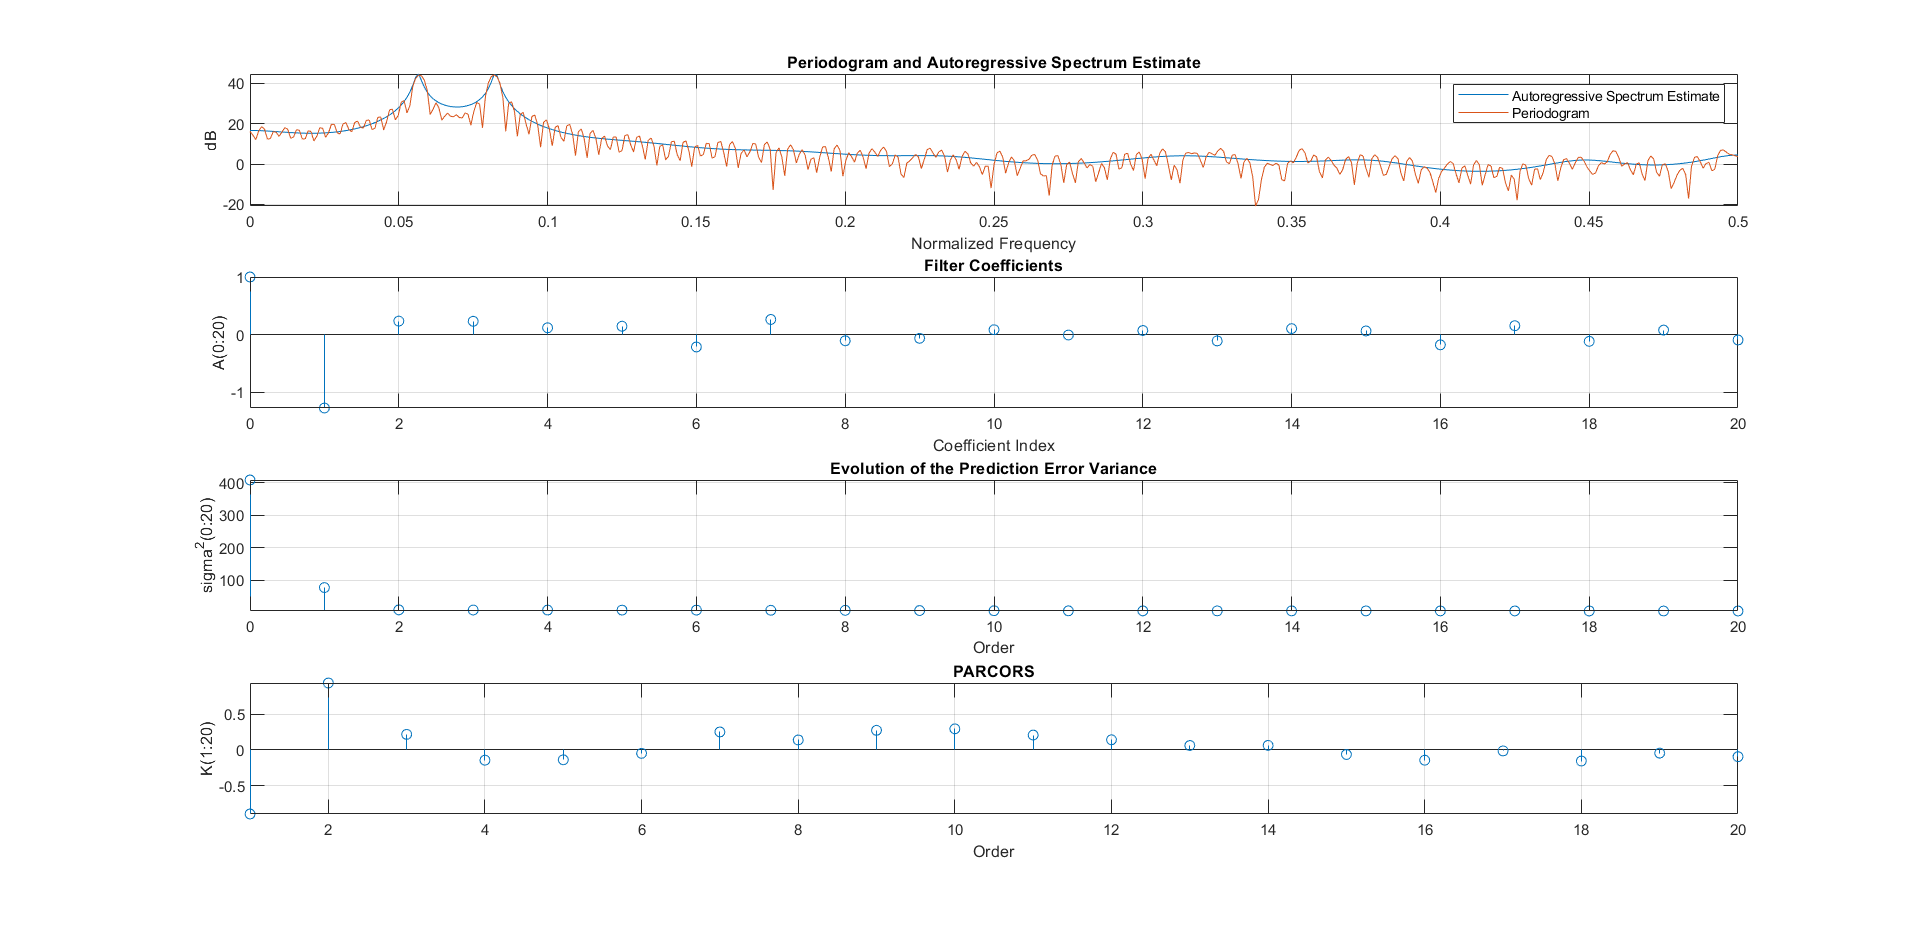 Periodogram and Autoregressive Spectrum Estimate
dB
40
20
0
-20
Autoregressive Spectrum Estimate
Periodogram
0 0.05 0.1 0.15 0.2 0.25 0.3 0.35 0.4 0.45 0.5
Normalized Frequency
Filter Coefficients
A(0:20)
1
0
-1
0 2 4 6 8 10 12 14 16 18 20
Coefficient Index
Evolution of the Prediction Error Variance
sigma²(0:20)
400
300
200
100
0 2 4 6 8 10 12 14 16 18 20
Order
PARCORS
K(1:20)
0.5
0
-0.5
2 4 6 8 10 12 14 16 18 20
Order